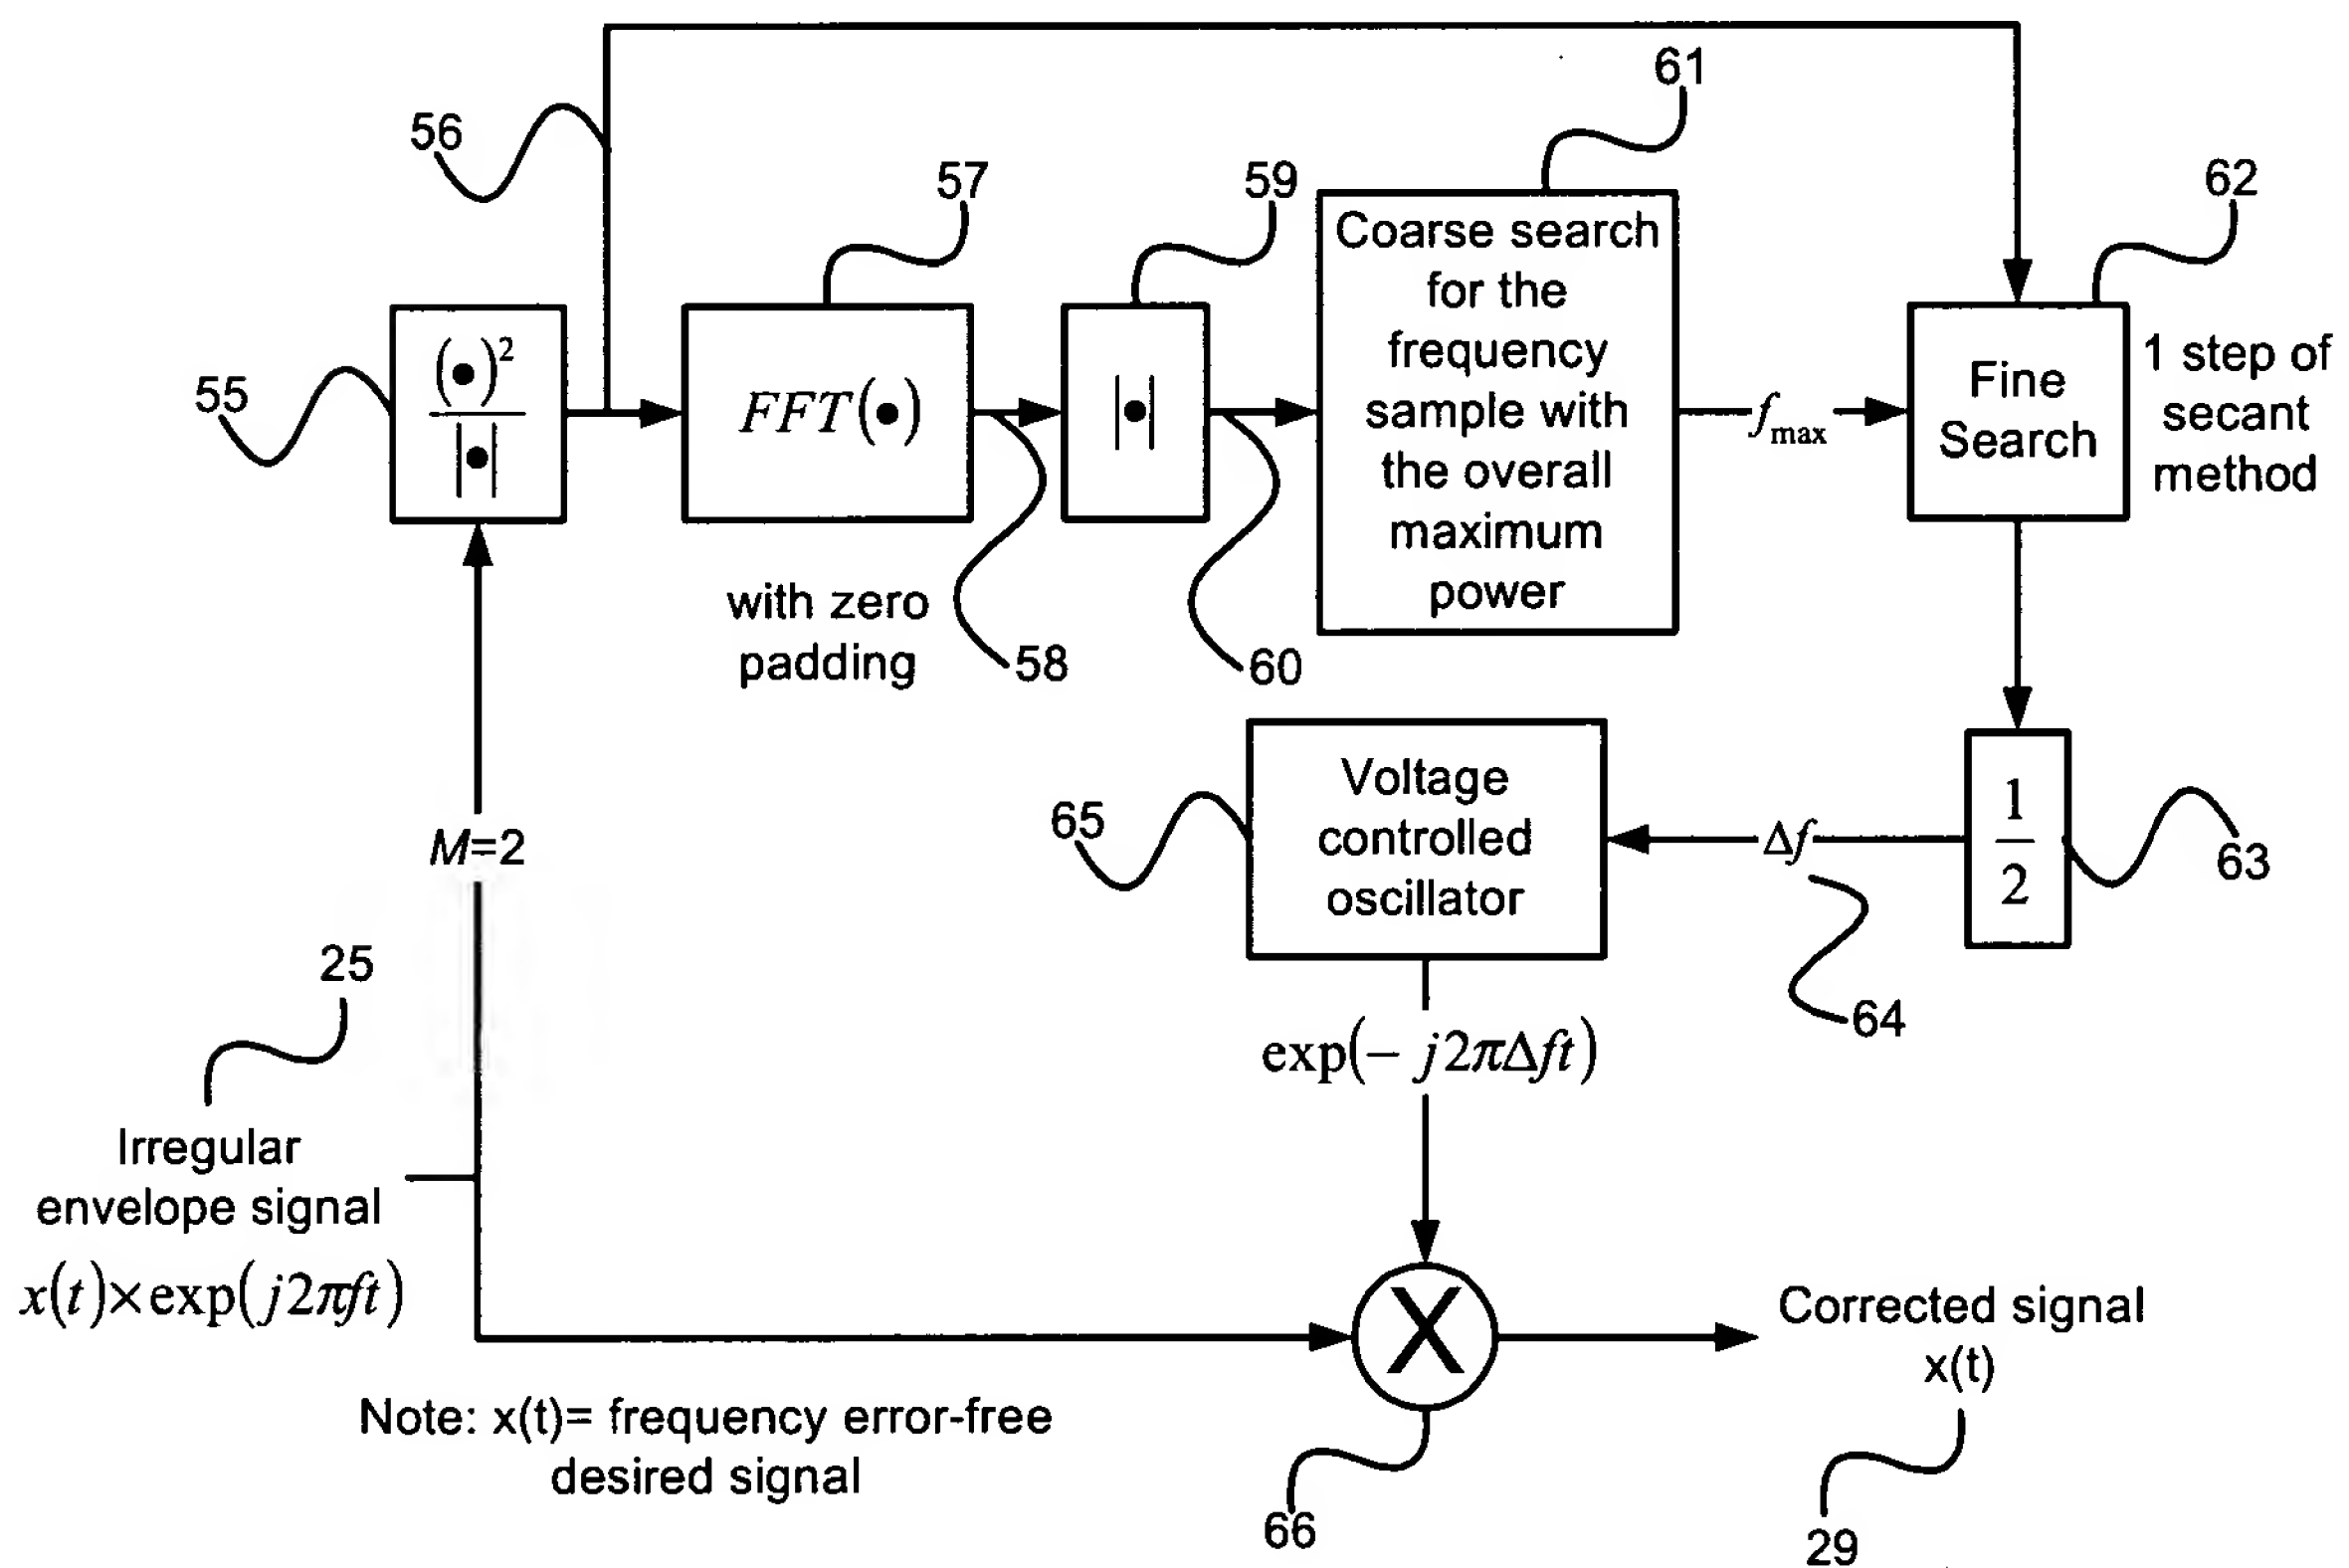 61
56
57
59
62
Coarse search
for the
frequency
sample with
the overall
maximum
power
(•)²
|•|
55
FFT(•)
|•|
f max
Fine
Search
1 step of
secant
method
with zero
padding
58
60
M=2
65
Voltage
controlled
oscillator
Δf
1
2
63
64
25
exp(− j2πΔft)
Irregular
envelope signal
x(t)×exp(j2πft)
X
Corrected signal
x(t)
Note: x(t)= frequency error-free
desired signal
66
29